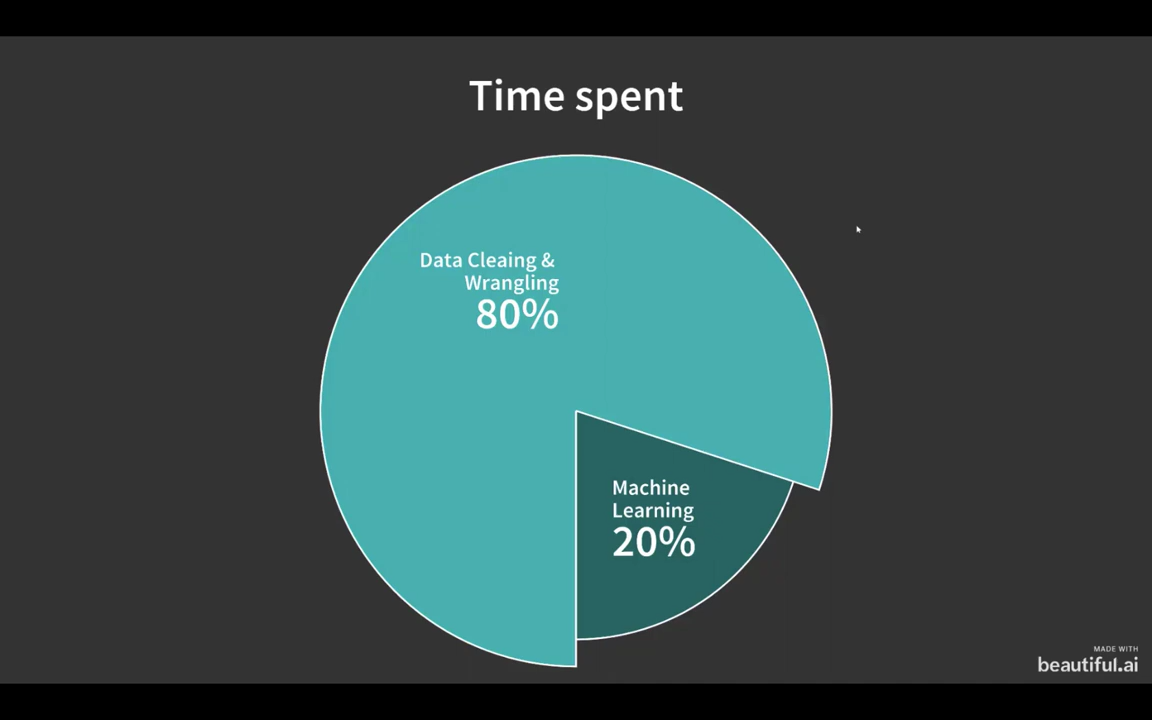 Time spent
Data Cleaing &
Wrangling
80%
Machine
Learning
20%
MADE WITH
beautiful.ai